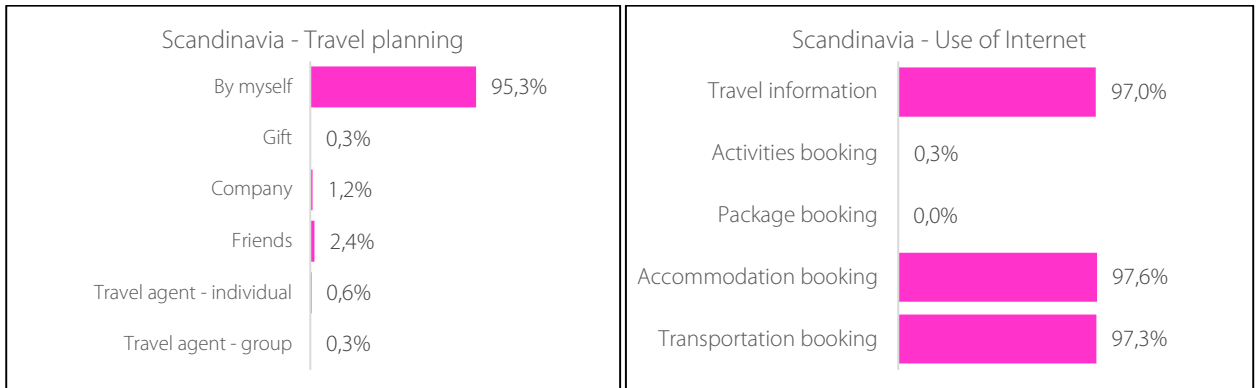 Scandinavia - Travel planning
By myself 95,3%
Gift 0,3%
Company 1,2%
Friends 2,4%
Travel agent - individual 0,6%
Travel agent - group 0,3%
Scandinavia - Use of Internet
Travel information 97,0%
Activities booking 0,3%
Package booking 0,0%
Accommodation booking 97,6%
Transportation booking 97,3%